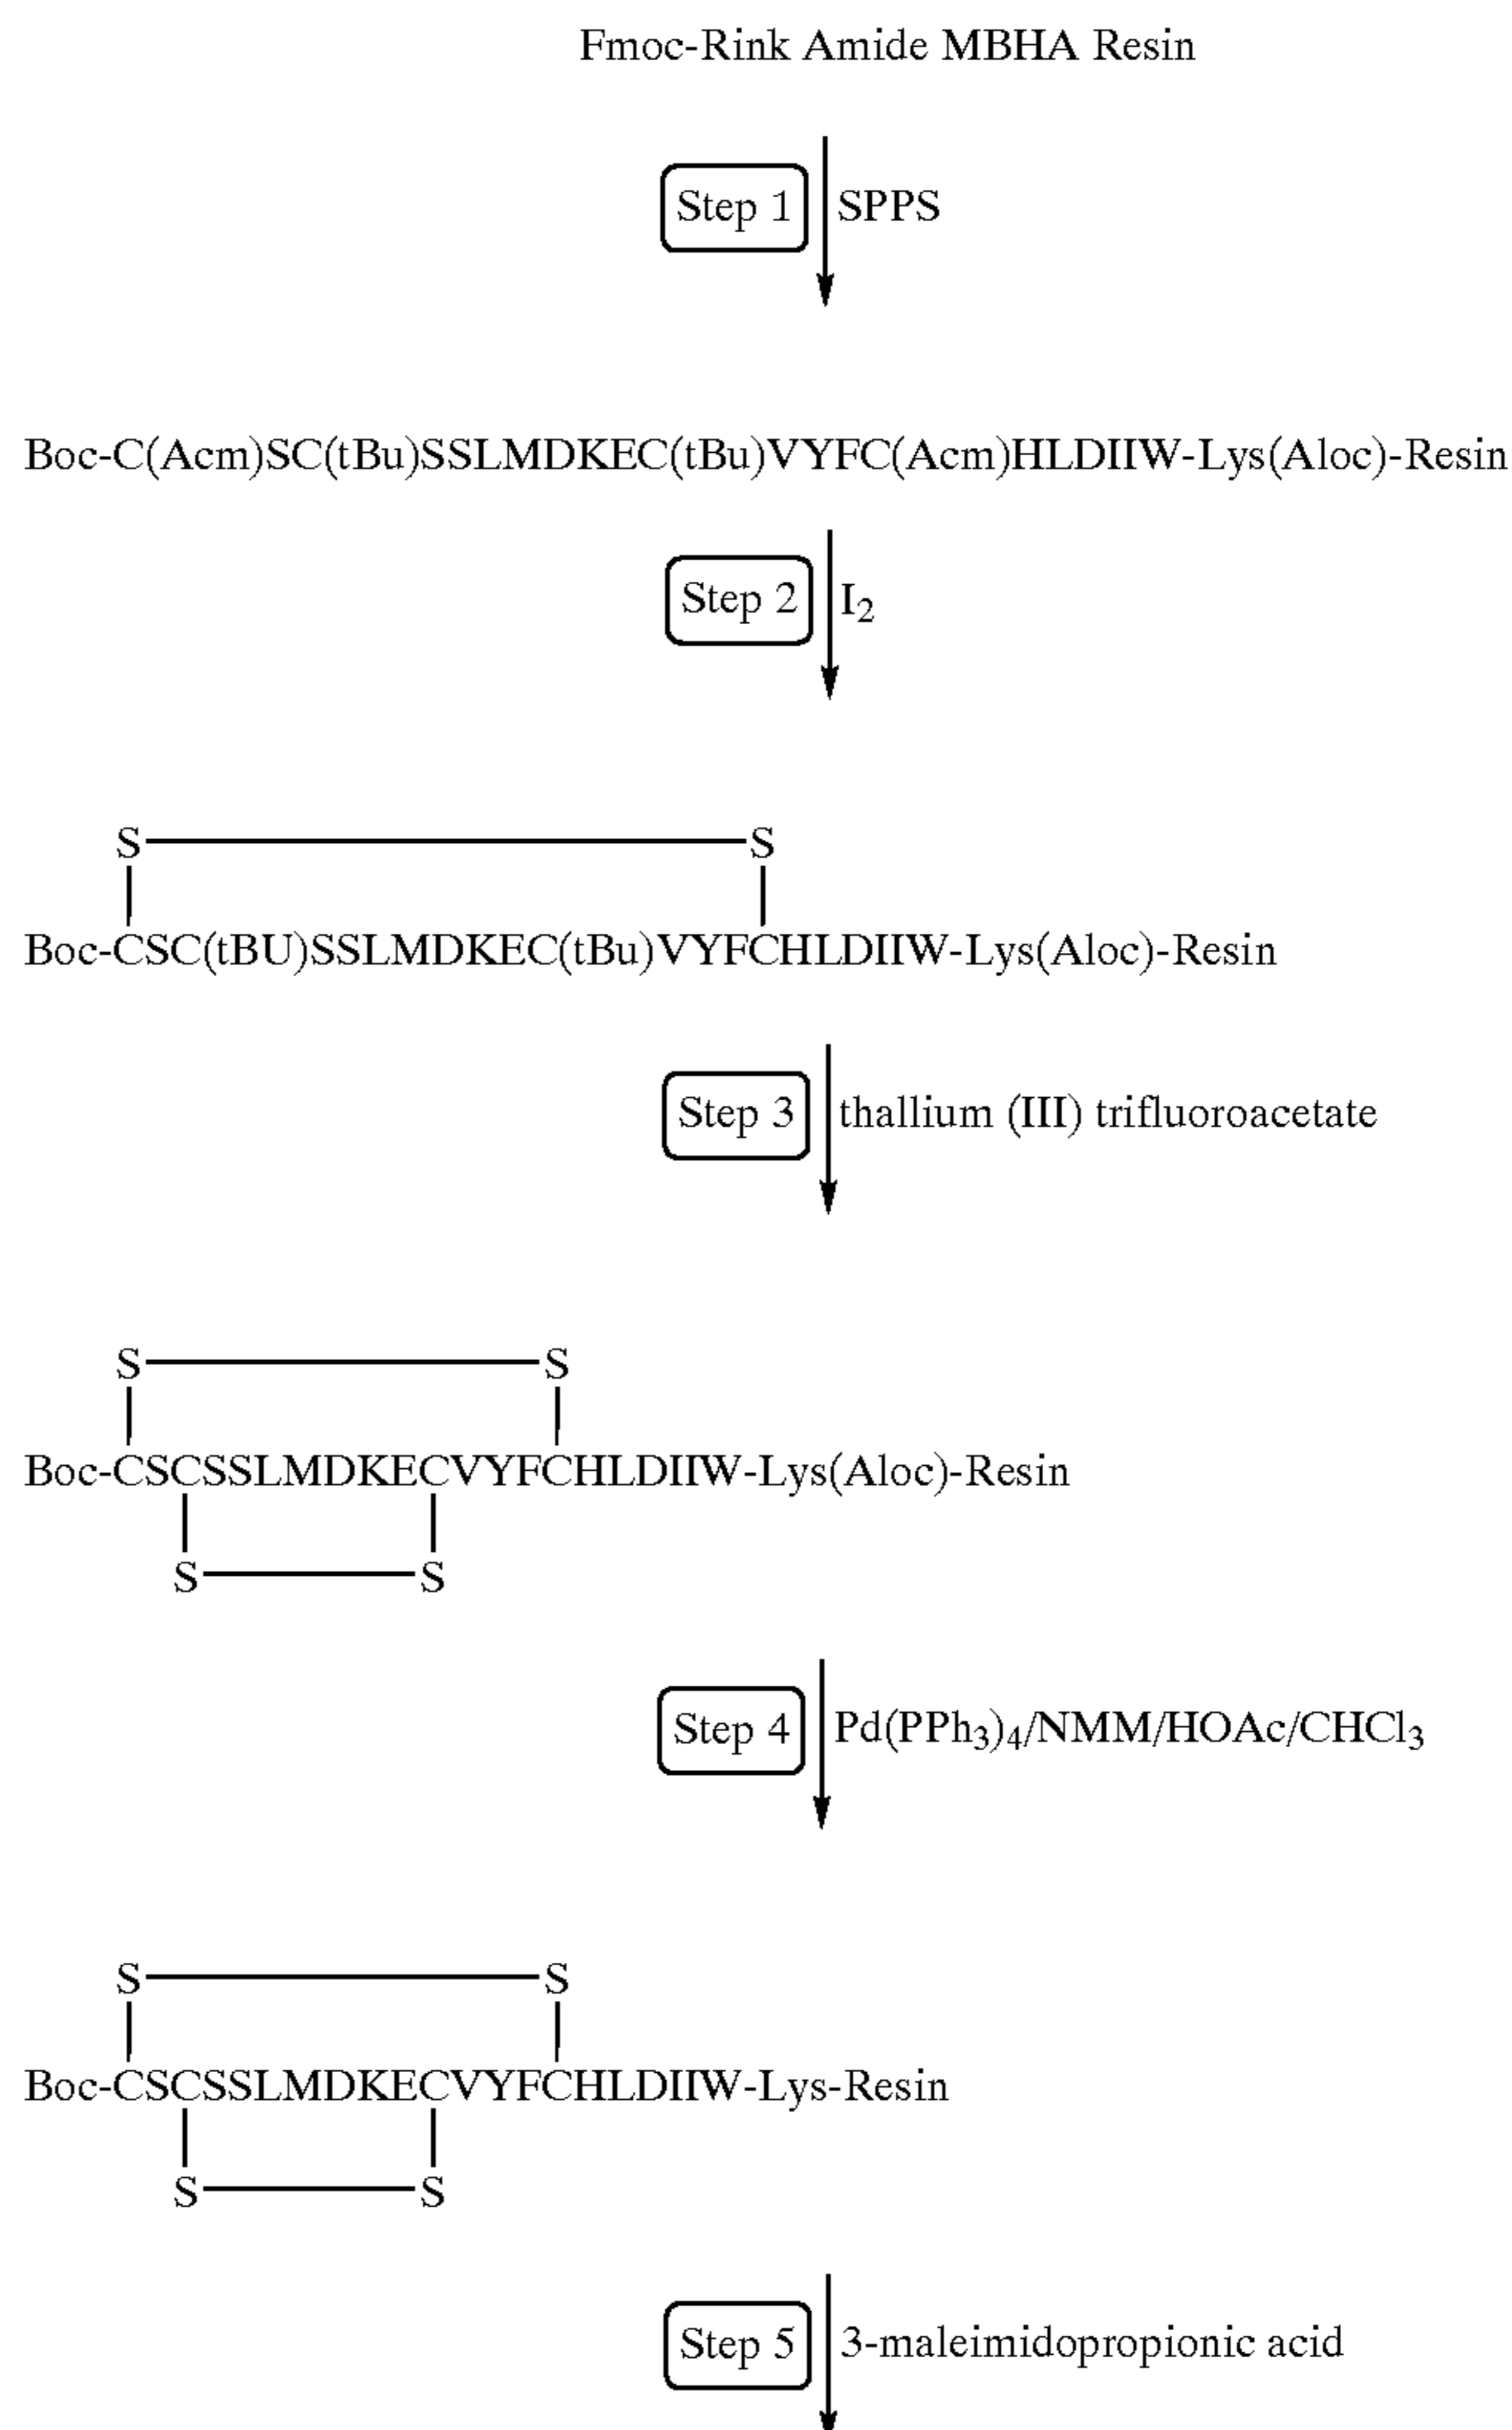 Fmoc-Rink Amide MBHA Resin
Step 1 SPPS
Boc-C(Acm)SC(tBu)SSLMDKEC(tBu)VYFC(Acm)HLDIIW-Lys(Aloc)-Resin
Step 2 I2
S S
Boc-CSC(tBU)SSLMDKEC(tBu)VYFCHLDIIW-Lys(Aloc)-Resin
Step 3 thallium (III) trifluoroacetate
S S
Boc-CSCSSLMDKECVYFCHLDIIW-Lys(Aloc)-Resin
S S
Step 4 Pd(PPh3)4/NMM/HOAc/CHCl3
S S
Boc-CSCSSLMDKECVYFCHLDIIW-Lys-Resin
S S
Step 5 3-maleimidopropionic acid